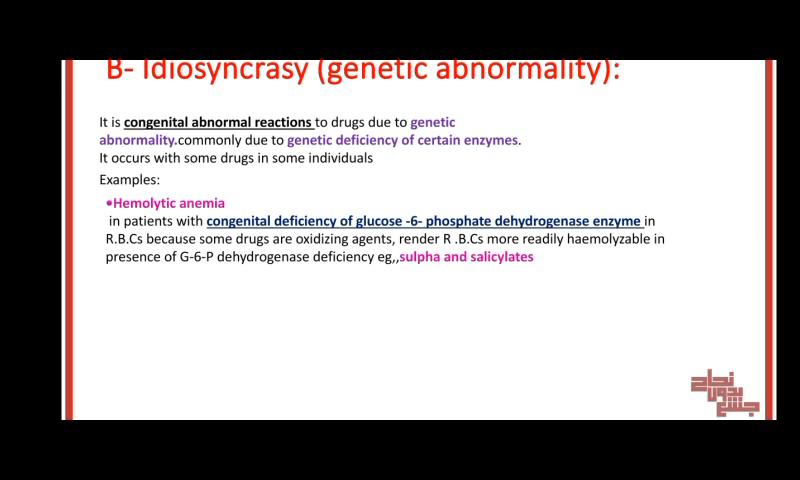 B- Idiosyncrasy (genetic abnormality):
It is congenital abnormal reactions to drugs due to genetic
abnormality.commonly due to genetic deficiency of certain enzymes.
It occurs with some drugs in some individuals
Examples:
•Hemolytic anemia
in patients with congenital deficiency of glucose -6- phosphate dehydrogenase enzyme in
R.B.Cs because some drugs are oxidizing agents, render R .B.Cs more readily haemolyzable in
presence of G-6-P dehydrogenase deficiency eg,,sulpha and salicylates
نجاح
بدون
جشع